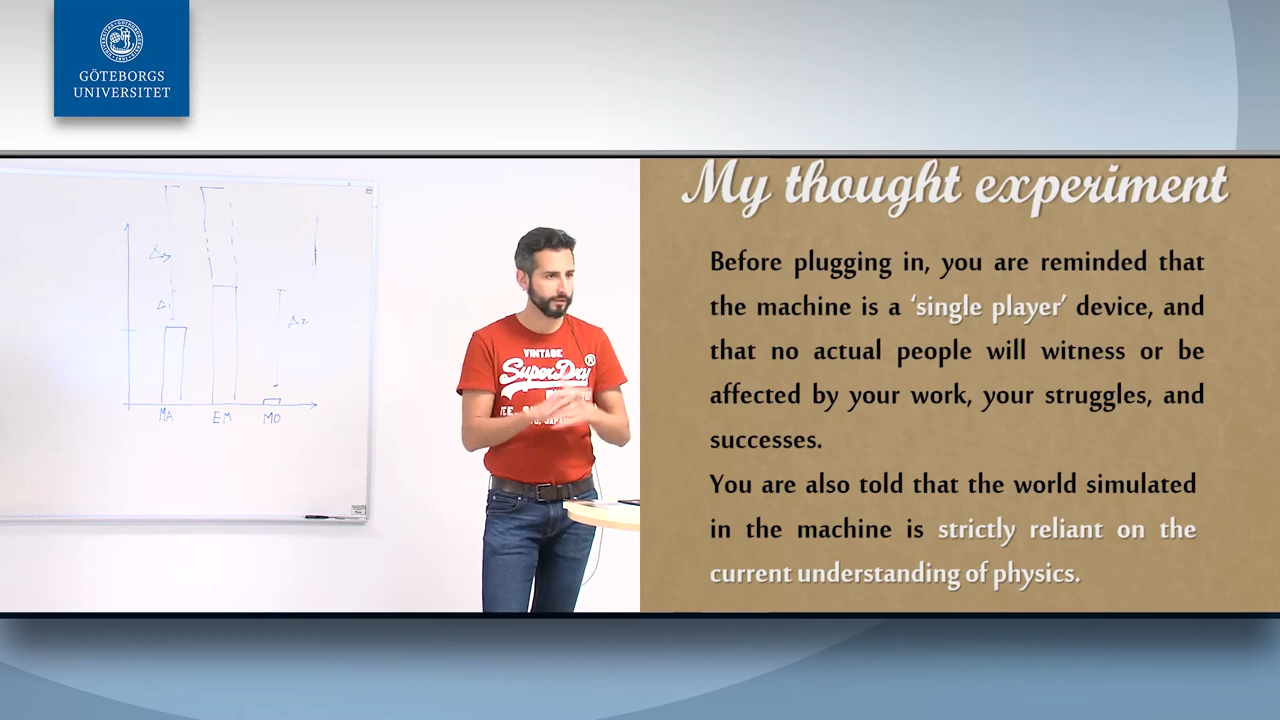 GÖTEBORGS
UNIVERSITET
My thought experiment
Before plugging in, you are reminded that
the machine is a ‘single player’ device, and
that no actual people will witness or be
affected by your work, your struggles, and
successes.
You are also told that the world simulated
in the machine is strictly reliant on the
current understanding of physics.
Δ3
Δ1
Δ2
MA
EM
MO
VINTAGE
SuperDry